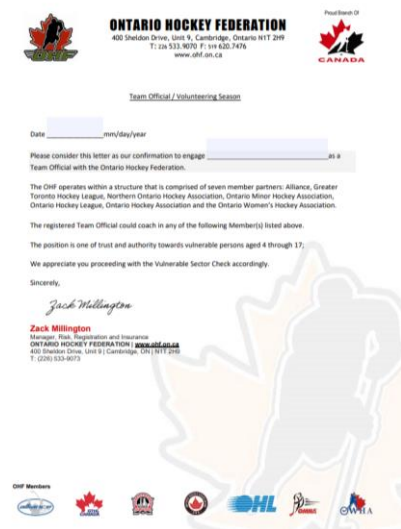 Proud Branch Of
ONTARIO HOCKEY FEDERATION
400 Sheldon Drive, Unit 9, Cambridge, Ontario N1T 2H9
T: 226 533.9070 F: 519 620.7476
www.ohf.on.ca
OHF
CANADA
Team Official / Volunteering Season
Date ________________mm/day/year
Please consider this letter as our confirmation to engage ___________________________________as a
Team Official with the Ontario Hockey Federation.
The OHF operates within a structure that is comprised of seven member partners: Alliance, Greater
Toronto Hockey League, Northern Ontario Hockey Association, Ontario Minor Hockey Association,
Ontario Hockey League, Ontario Hockey Association and the Ontario Women's Hockey Association.
The registered Team Official could coach in any of the following Member(s) listed above.
The position is one of trust and authority towards vulnerable persons aged 4 through 17;
We appreciate you proceeding with the Vulnerable Sector Check accordingly.
Sincerely,
Zack Millington
Zack Millington
Manager, Risk, Registration and Insurance
ONTARIO HOCKEY FEDERATION | www.ohf.on.ca
400 Sheldon Drive, Unit 9 | Cambridge, ON | N1T 2H9
T: (226) 533-9073
OHF Members
OHL
OWHA